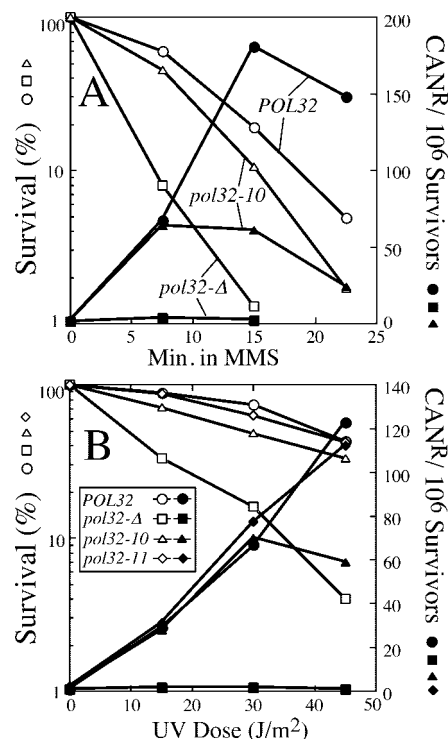 A
Survival (%) ○ □ △
100
10
1
POL32
pol32-10
pol32-Δ
200
150
100
50
0
CANᴿ/ 10⁶ Survivors ● ■ ▲
0 5 10 15 20 25
Min. in MMS
B
Survival (%) ○ □ △ ◇
100
10
1
POL32
pol32-Δ
pol32-10
pol32-11
140
120
100
80
60
40
20
0
CANᴿ/ 10⁶ Survivors ● ■ ▲ ◆
0 10 20 30 40 50
UV Dose (J/m²)